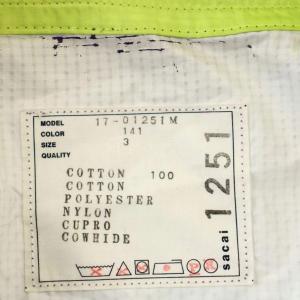 MODEL 17-01251M
COLOR 141
SIZE 3
QUALITY
COTTON 100
COTTON
POLYESTER
NYLON
CUPRO
COWHIDE
sacai 1251